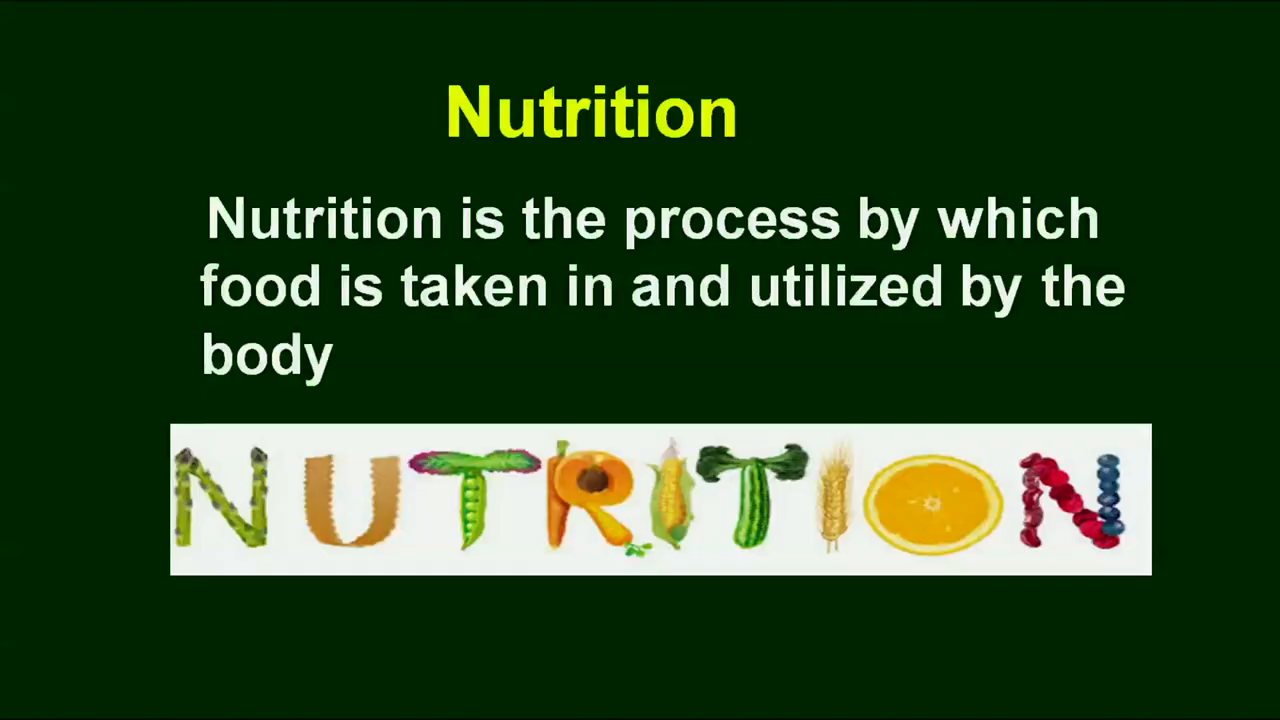 Nutrition
Nutrition is the process by which
food is taken in and utilized by the
body
NUTRITION